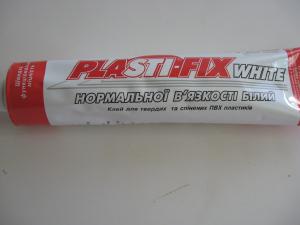 PLASTI-FIX WHITE
НОРМАЛЬНОЇ В'ЯЗКОСТІ БІЛИЙ
Клей для твердих та спінених ПВХ пластиків